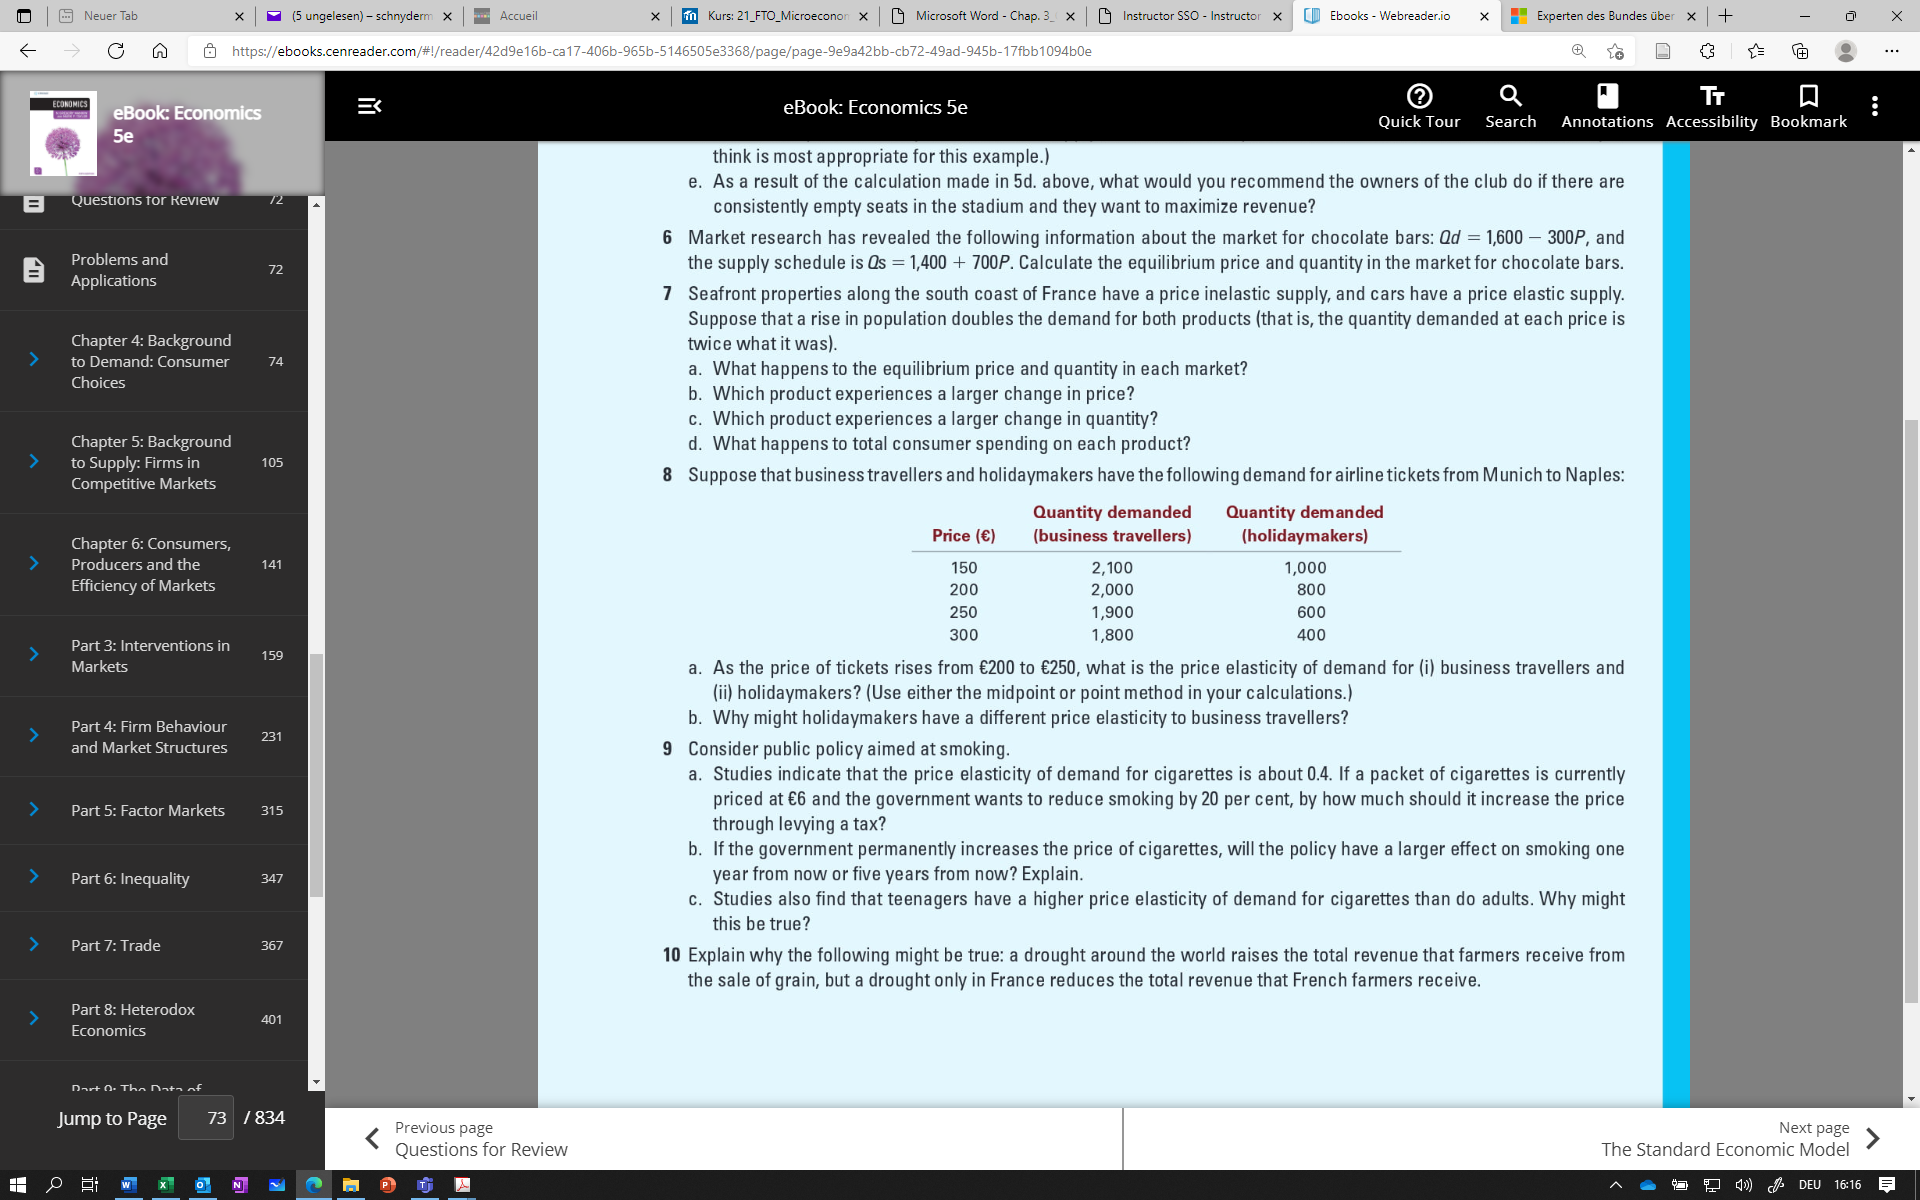 Neuer Tab
(5 ungelesen) – schnyderm
Accueil
Kurs: 21_FTO_Microeconon
Microsoft Word - Chap. 3_
Instructor SSO - Instructor
Ebooks - Webreader.io
Experten des Bundes über
https://ebooks.cenreader.com/#!/reader/42d9e16b-ca17-406b-965b-5146505e3368/page/page-9e9a42bb-cb72-49ad-945b-17fbb1094b0e
ECONOMICS
eBook: Economics
5e
eBook: Economics 5e
Quick Tour
Search
Annotations
Accessibility
Bookmark
Questions for Review 72
Problems and
Applications 72
Chapter 4: Background
to Demand: Consumer 74
Choices
Chapter 5: Background
to Supply: Firms in 105
Competitive Markets
Chapter 6: Consumers,
Producers and the 141
Efficiency of Markets
Part 3: Interventions in
Markets 159
Part 4: Firm Behaviour
and Market Structures 231
Part 5: Factor Markets 315
Part 6: Inequality 347
Part 7: Trade 367
Part 8: Heterodox
Economics 401
Part 9: The Data of
Jump to Page 73 / 834
think is most appropriate for this example.)
e. As a result of the calculation made in 5d. above, what would you recommend the owners of the club do if there are
consistently empty seats in the stadium and they want to maximize revenue?
6 Market research has revealed the following information about the market for chocolate bars: Qd = 1,600 − 300P, and
the supply schedule is Qs = 1,400 + 700P. Calculate the equilibrium price and quantity in the market for chocolate bars.
7 Seafront properties along the south coast of France have a price inelastic supply, and cars have a price elastic supply.
Suppose that a rise in population doubles the demand for both products (that is, the quantity demanded at each price is
twice what it was).
a. What happens to the equilibrium price and quantity in each market?
b. Which product experiences a larger change in price?
c. Which product experiences a larger change in quantity?
d. What happens to total consumer spending on each product?
8 Suppose that business travellers and holidaymakers have the following demand for airline tickets from Munich to Naples:
Quantity demanded Quantity demanded
Price (€) (business travellers) (holidaymakers)
150 2,100 1,000
200 2,000 800
250 1,900 600
300 1,800 400
a. As the price of tickets rises from €200 to €250, what is the price elasticity of demand for (i) business travellers and
(ii) holidaymakers? (Use either the midpoint or point method in your calculations.)
b. Why might holidaymakers have a different price elasticity to business travellers?
9 Consider public policy aimed at smoking.
a. Studies indicate that the price elasticity of demand for cigarettes is about 0.4. If a packet of cigarettes is currently
priced at €6 and the government wants to reduce smoking by 20 per cent, by how much should it increase the price
through levying a tax?
b. If the government permanently increases the price of cigarettes, will the policy have a larger effect on smoking one
year from now or five years from now? Explain.
c. Studies also find that teenagers have a higher price elasticity of demand for cigarettes than do adults. Why might
this be true?
10 Explain why the following might be true: a drought around the world raises the total revenue that farmers receive from
the sale of grain, but a drought only in France reduces the total revenue that French farmers receive.
Previous page
Questions for Review
Next page
The Standard Economic Model
DEU 16:16